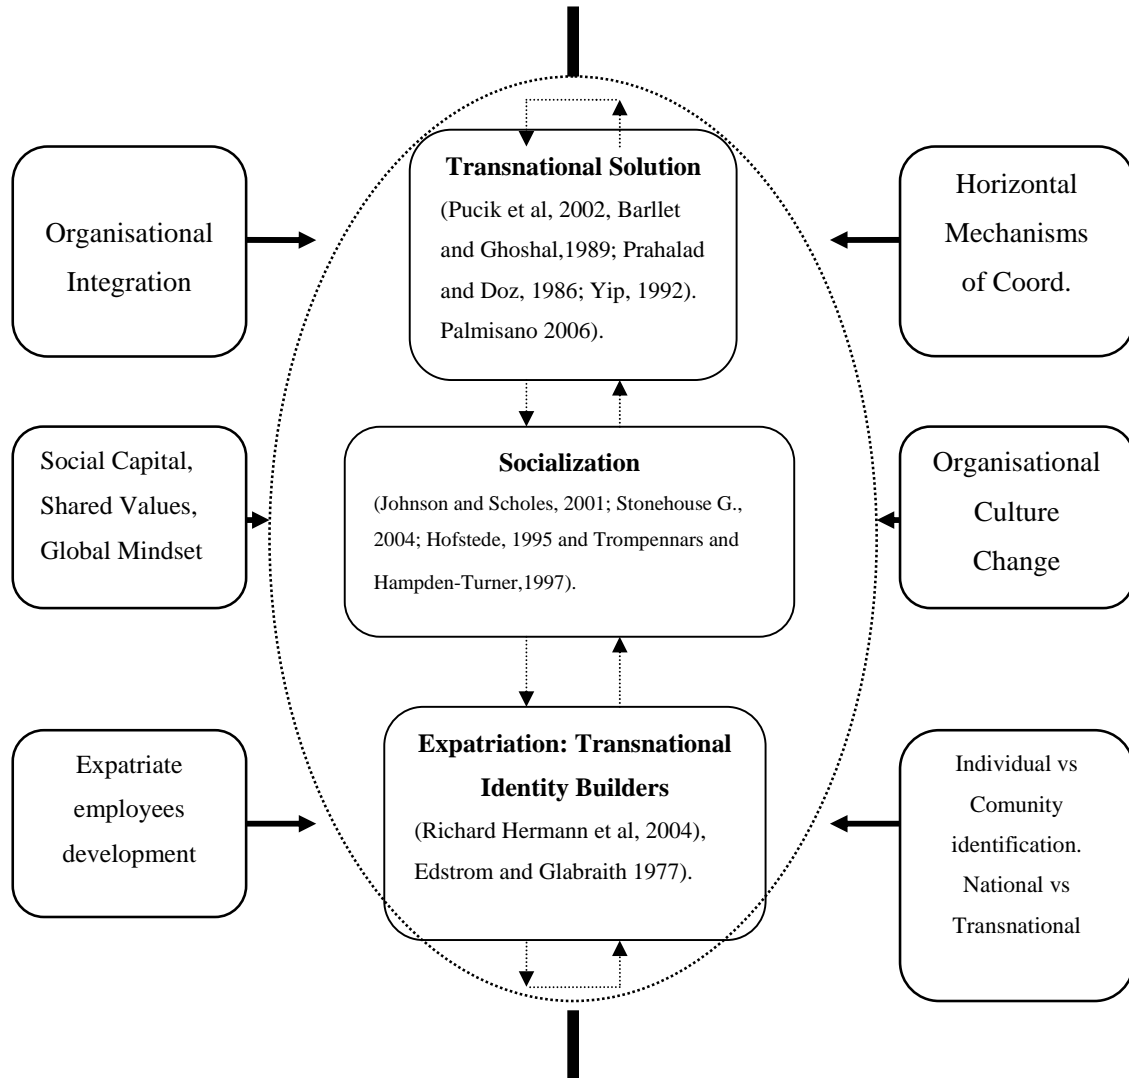 Organisational
Integration
Transnational Solution
(Pucik et al, 2002, Barllet
and Ghoshal,1989; Prahalad
and Doz, 1986; Yip, 1992).
Palmisano 2006).
Horizontal
Mechanisms
of Coord.
Social Capital,
Shared Values,
Global Mindset
Socialization
(Johnson and Scholes, 2001; Stonehouse G.,
2004; Hofstede, 1995 and Trompennars and
Hampden-Turner,1997).
Organisational
Culture
Change
Expatriate
employees
development
Expatriation: Transnational
Identity Builders
(Richard Hermann et al, 2004),
Edstrom and Glabraith 1977).
Individual vs
Comunity
identification.
National vs
Transnational